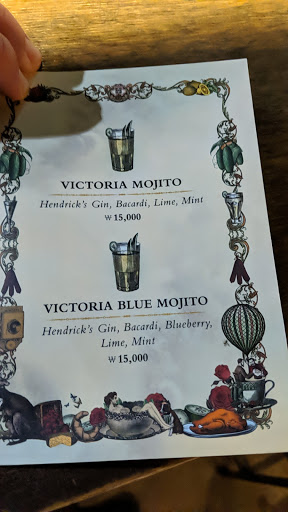 VICTORIA MOJITO
Hendrick's Gin, Bacardi, Lime, Mint
₩ 15,000
VICTORIA BLUE MOJITO
Hendrick's Gin, Bacardi, Blueberry,
Lime, Mint
₩ 15,000